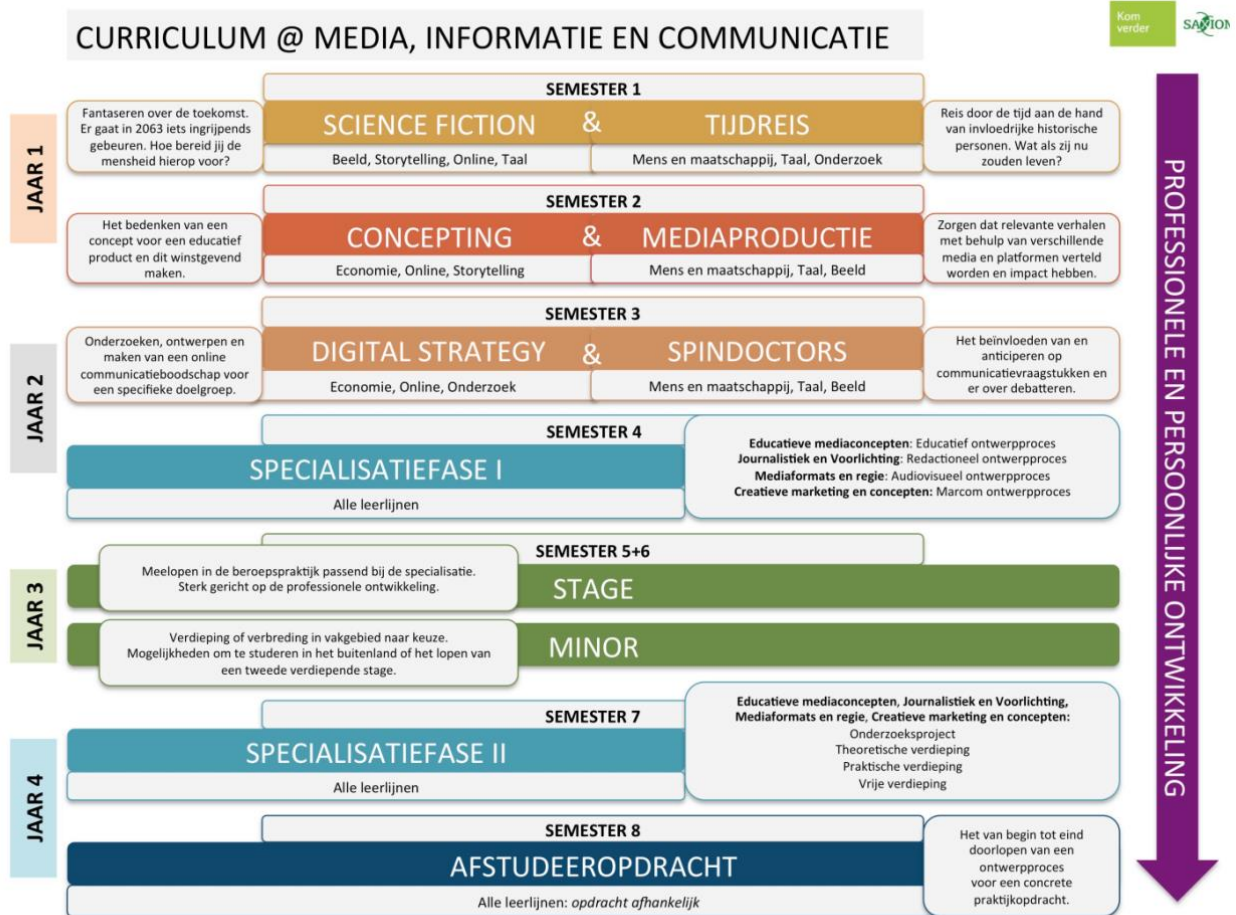 CURRICULUM @ MEDIA, INFORMATIE EN COMMUNICATIE
Kom
verder
SAXION
JAAR 1
SEMESTER 1
Fantaseren over de toekomst.
Er gaat in 2063 iets ingrijpends
gebeuren. Hoe bereid jij de
mensheid hierop voor?
SCIENCE FICTION & TIJDREIS
Beeld, Storytelling, Online, Taal
Mens en maatschappij, Taal, Onderzoek
Reis door de tijd aan de hand
van invloedrijke historische
personen. Wat als zij nu
zouden leven?
SEMESTER 2
Het bedenken van een
concept voor een educatief
product en dit winstgevend
maken.
CONCEPTING & MEDIAPRODUCTIE
Economie, Online, Storytelling
Mens en maatschappij, Taal, Beeld
Zorgen dat relevante verhalen
met behulp van verschillende
media en platformen verteld
worden en impact hebben.
JAAR 2
SEMESTER 3
Onderzoeken, ontwerpen en
maken van een online
communicatieboodschap voor
een specifieke doelgroep.
DIGITAL STRATEGY & SPINDOCTORS
Economie, Online, Onderzoek
Mens en maatschappij, Taal, Beeld
Het beïnvloeden van en
anticiperen op
communicatievraagstukken en
er over debatteren.
SEMESTER 4
SPECIALISATIEFASE I
Alle leerlijnen
Educatieve mediaconcepten: Educatief ontwerpproces
Journalistiek en Voorlichting: Redactioneel ontwerpproces
Mediaformats en regie: Audiovisueel ontwerpproces
Creatieve marketing en concepten: Marcom ontwerpproces
JAAR 3
SEMESTER 5+6
Meelopen in de beroepspraktijk passend bij de specialisatie.
Sterk gericht op de professionele ontwikkeling.
STAGE
Verdieping of verbreding in vakgebied naar keuze.
Mogelijkheden om te studeren in het buitenland of het lopen van
een tweede verdiepende stage.
MINOR
JAAR 4
SEMESTER 7
SPECIALISATIEFASE II
Alle leerlijnen
Educatieve mediaconcepten, Journalistiek en Voorlichting,
Mediaformats en regie, Creatieve marketing en concepten:
Onderzoeksproject
Theoretische verdieping
Praktische verdieping
Vrije verdieping
SEMESTER 8
AFSTUDEEROPDRACHT
Alle leerlijnen: opdracht afhankelijk
Het van begin tot eind
doorlopen van een
ontwerpproces
voor een concrete
praktijkopdracht.
PROFESSIONELE EN PERSOONLIJKE ONTWIKKELING